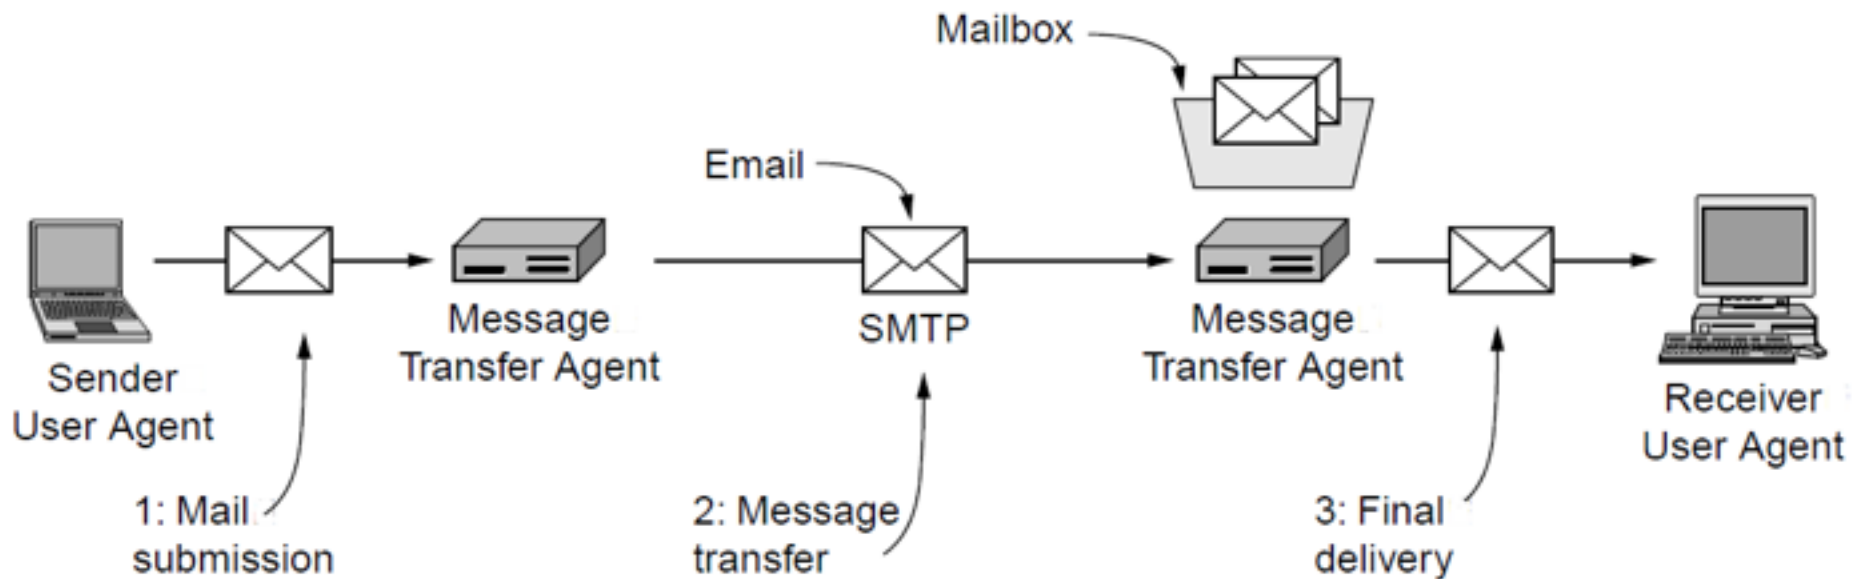 Mailbox
Email
SMTP
Message
Transfer Agent
Message
Transfer Agent
Sender
User Agent
Receiver
User Agent
1: Mail
submission
2: Message
transfer
3: Final
delivery